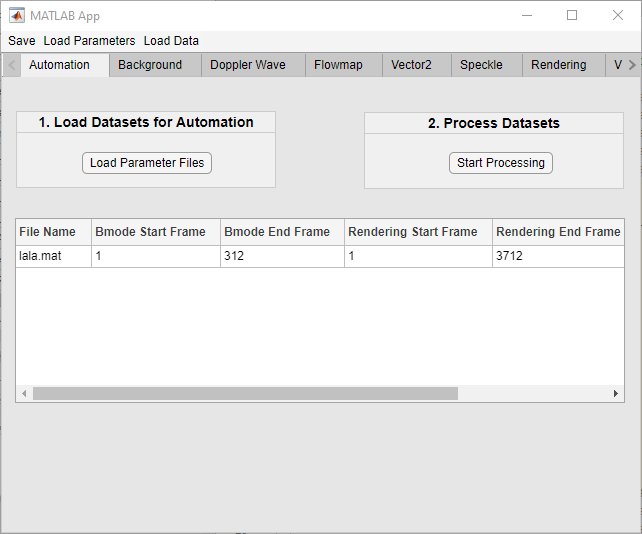 MATLAB App
Save Load Parameters Load Data
Automation Background Doppler Wave Flowmap Vector2 Speckle Rendering V
1. Load Datasets for Automation
2. Process Datasets
Load Parameter Files
Start Processing
File Name Bmode Start Frame Bmode End Frame Rendering Start Frame Rendering End Frame
lala.mat 1 312 1 3712